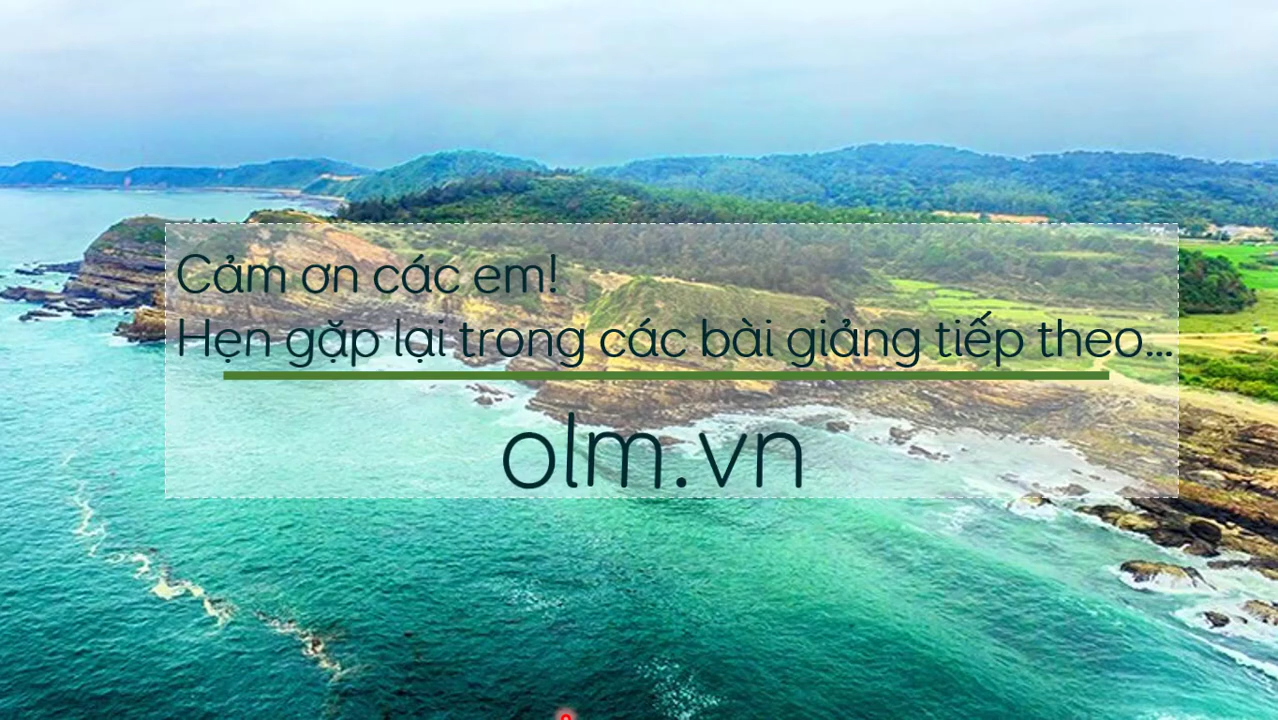 Cảm ơn các em!
Hẹn gặp lại trong các bài giảng tiếp theo...
olm.vn